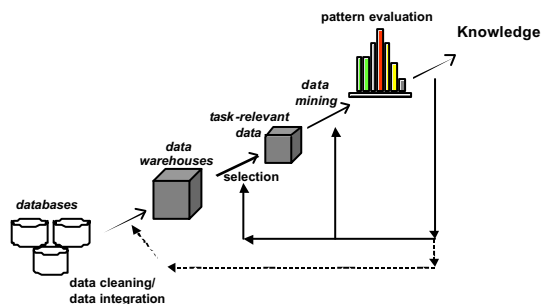 pattern evaluation
Knowledge
data
mining
task-relevant
data
data
warehouses
selection
databases
data cleaning/
data integration